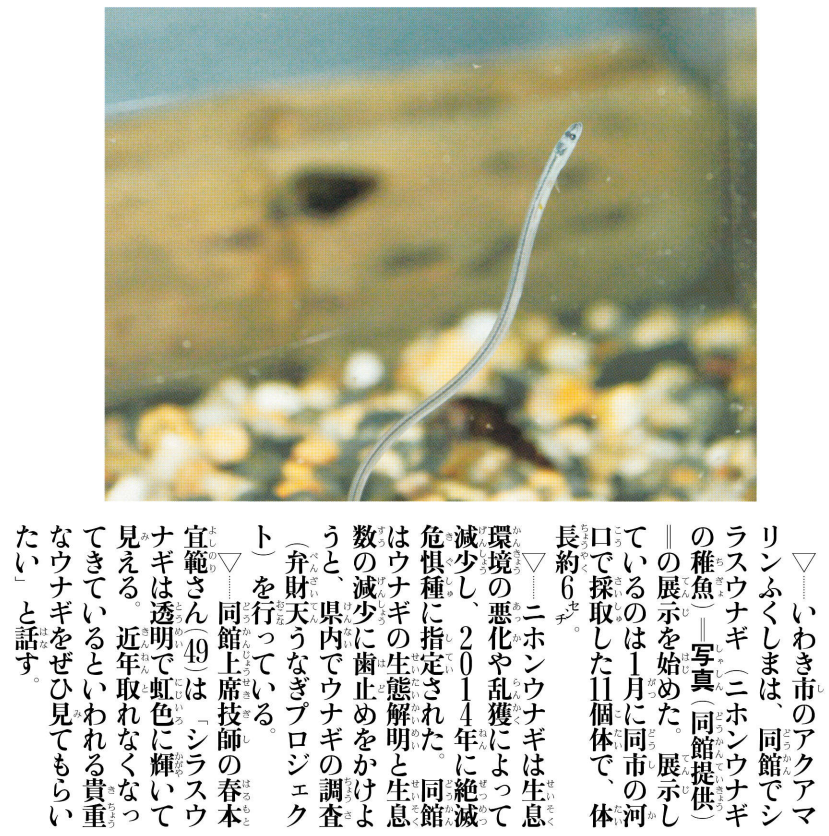 ▽……いわき市のアクアマ
リンふくしまは、同館でシ
ラスウナギ（ニホンウナギ
の稚魚）＝写真（同館提供）
＝の展示を始めた。展示し
ているのは1月に同市の河
口で採取した11個体で、体
長約6㌢。
▽……ニホンウナギは生息
環境の悪化や乱獲によって
減少し、2014年に絶滅
危惧種に指定された。同館
はウナギの生態解明と生息
数の減少に歯止めをかけよ
うと、県内でウナギの調査
（弁財天うなぎプロジェク
ト）を行っている。
▽……同館上席技師の春本
宜範さん（49）は「シラスウ
ナギは透明で虹色に輝いて
見える。近年取れなくなっ
てきているといわれる貴重
なウナギをぜひ見てもらい
たい」と話す。